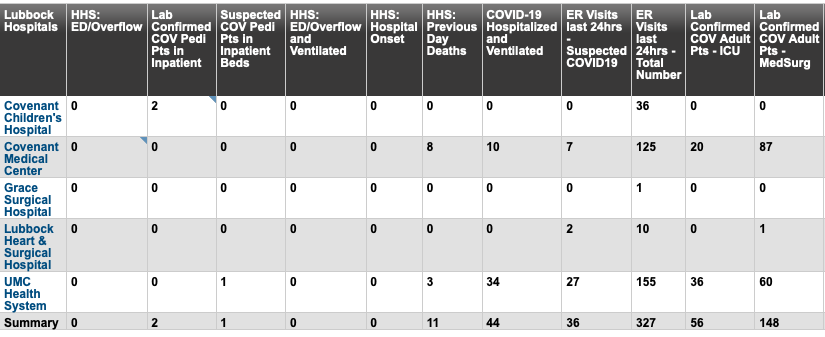 Lubbock Hospitals | HHS: ED/Overflow | Lab Confirmed COV Pedi Pts in Inpatient | Suspected COV Pedi Pts in Inpatient Beds | HHS: ED/Overflow and Ventilated | HHS: Hospital Onset | HHS: Previous Day Deaths | COVID-19 Hospitalized and Ventilated | ER Visits last 24hrs - Suspected COVID19 | ER Visits last 24hrs - Total Number | Lab Confirmed COV Adult Pts - ICU | Lab Confirmed COV Adult Pts - MedSurg
Covenant Children's Hospital | 0 | 2 | 0 | 0 | 0 | 0 | 0 | 0 | 36 | 0 | 0
Covenant Medical Center | 0 | 0 | 0 | 0 | 0 | 8 | 10 | 7 | 125 | 20 | 87
Grace Surgical Hospital | 0 | 0 | 0 | 0 | 0 | 0 | 0 | 0 | 1 | 0 | 0
Lubbock Heart & Surgical Hospital | 0 | 0 | 0 | 0 | 0 | 0 | 0 | 2 | 10 | 0 | 1
UMC Health System | 0 | 0 | 1 | 0 | 0 | 3 | 34 | 27 | 155 | 36 | 60
Summary | 0 | 2 | 1 | 0 | 0 | 11 | 44 | 36 | 327 | 56 | 148